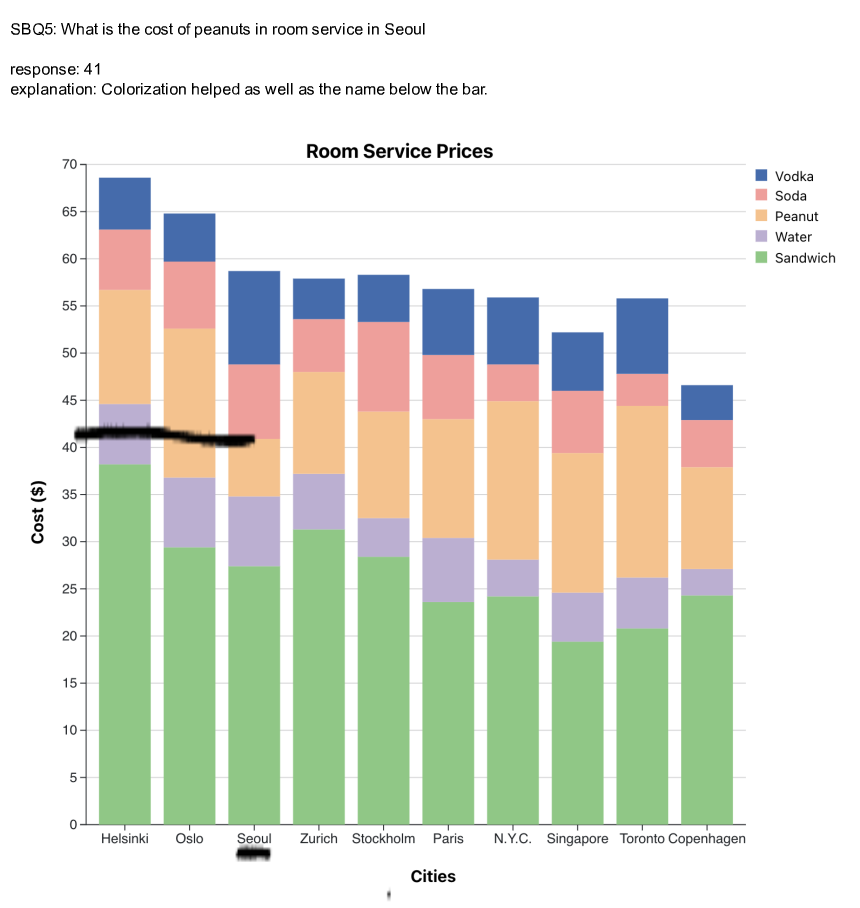 SBQ5: What is the cost of peanuts in room service in Seoul
response: 41
explanation: Colorization helped as well as the name below the bar.
Room Service Prices
70
65
60
55
50
45
40
35
30
25
20
15
10
5
0
Cost ($)
Vodka
Soda
Peanut
Water
Sandwich
Helsinki Oslo Seoul Zurich Stockholm Paris N.Y.C. Singapore Toronto Copenhagen
Cities